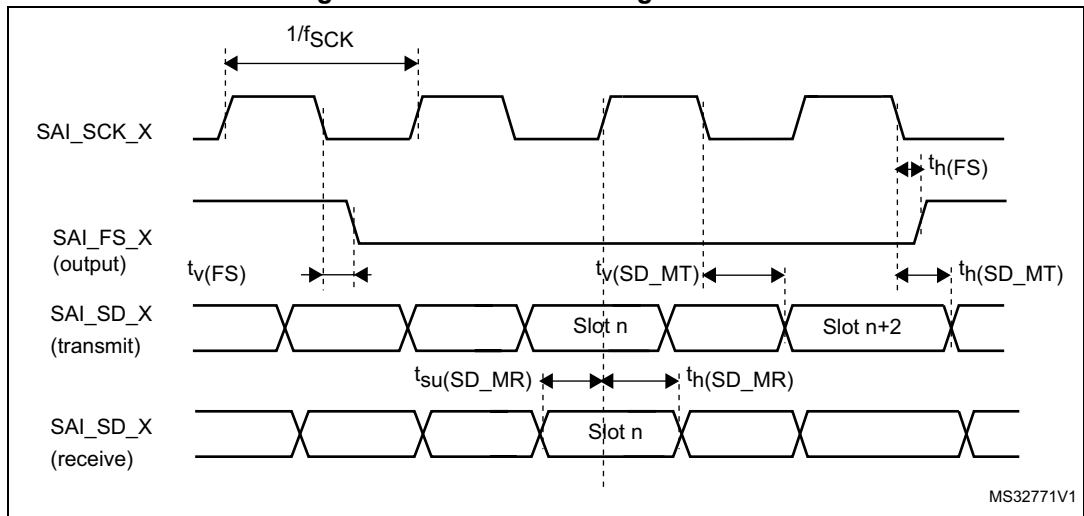 1/fSCK
SAI_SCK_X
th(FS)
SAI_FS_X
(output)
tv(FS)
tv(SD_MT)
th(SD_MT)
SAI_SD_X
(transmit)
Slot n
Slot n+2
tsu(SD_MR)
th(SD_MR)
SAI_SD_X
(receive)
Slot n
MS32771V1